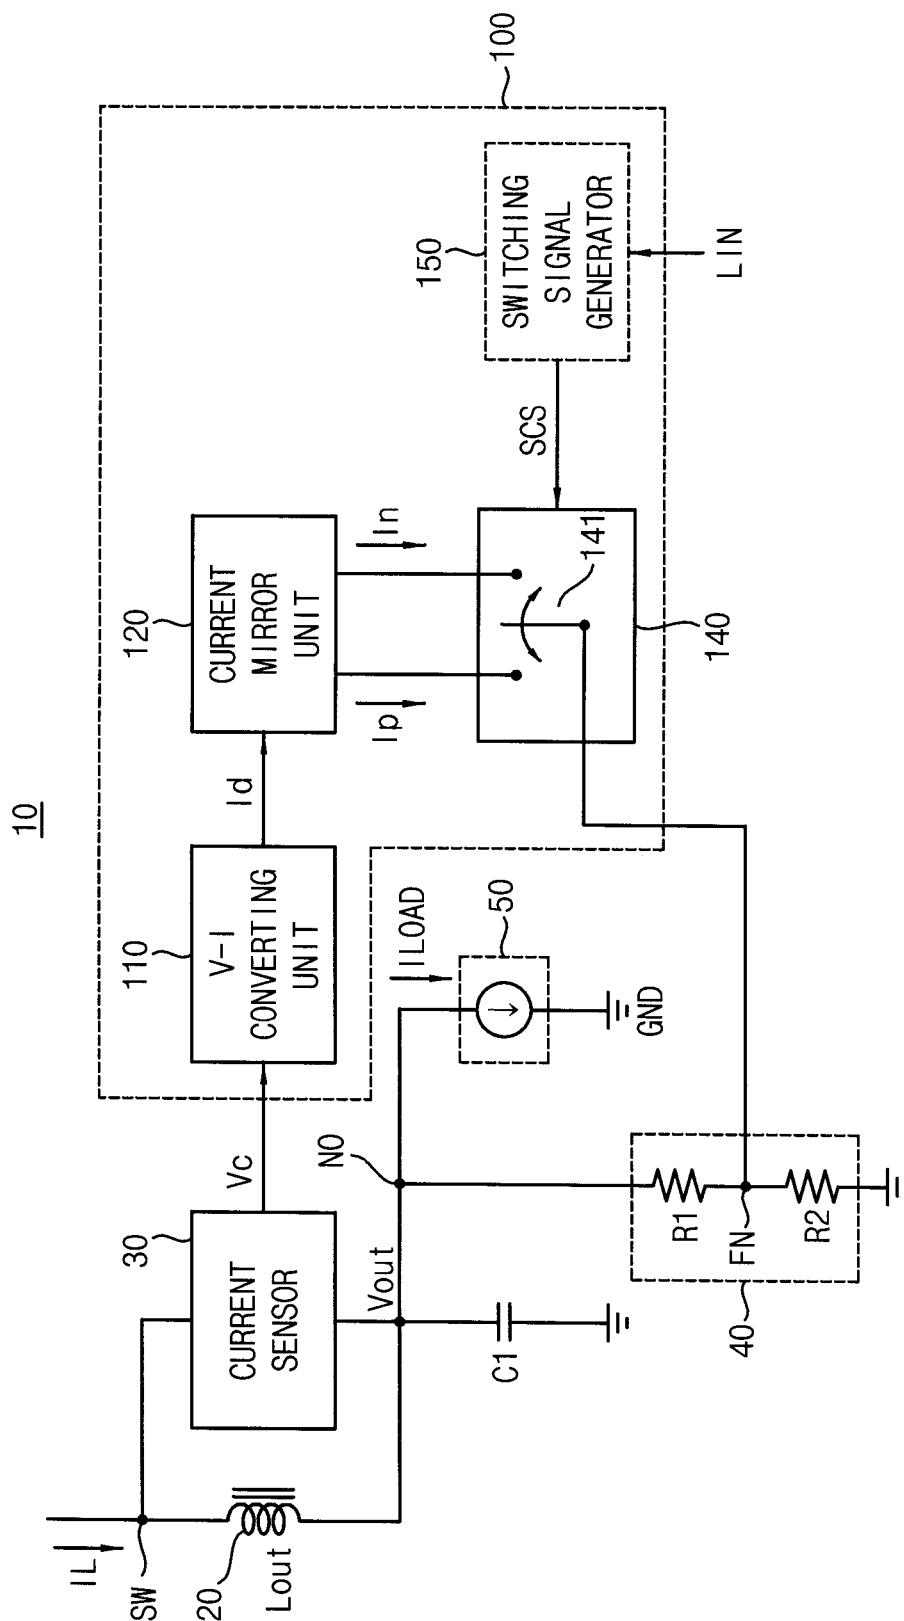 10
100
IL
SW
20
Lout
30
CURRENT
SENSOR
Vc
110
V-I
CONVERTING
UNIT
Id
120
CURRENT
MIRROR
UNIT
Ip
In
150
SWITCHING
SIGNAL
GENERATOR
SCS
LIN
141
140
Vout
NO
C1
ILOAD
50
GND
R1
FN
R2
40